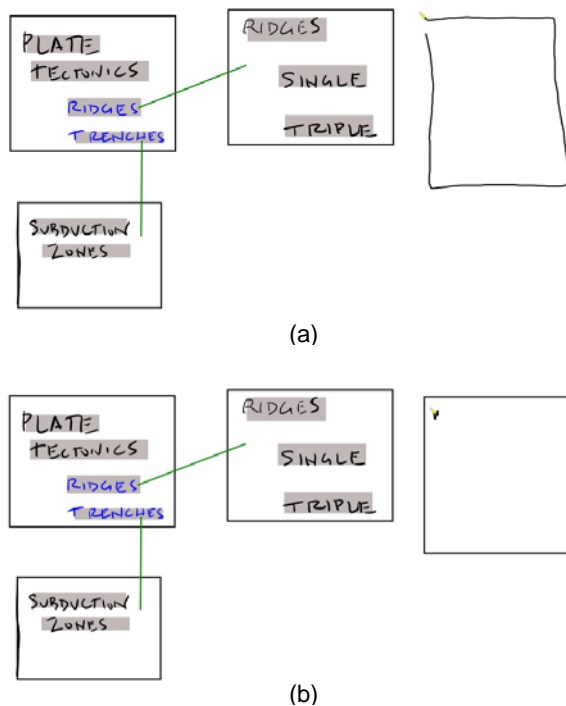 PLATE
TECTONICS
RIDGES
TRENCHES
RIDGES
SINGLE
TRIPLE
SUBDUCTION
ZONES
(a)
PLATE
TECTONICS
RIDGES
TRENCHES
RIDGES
SINGLE
TRIPLE
SUBDUCTION
ZONES
(b)